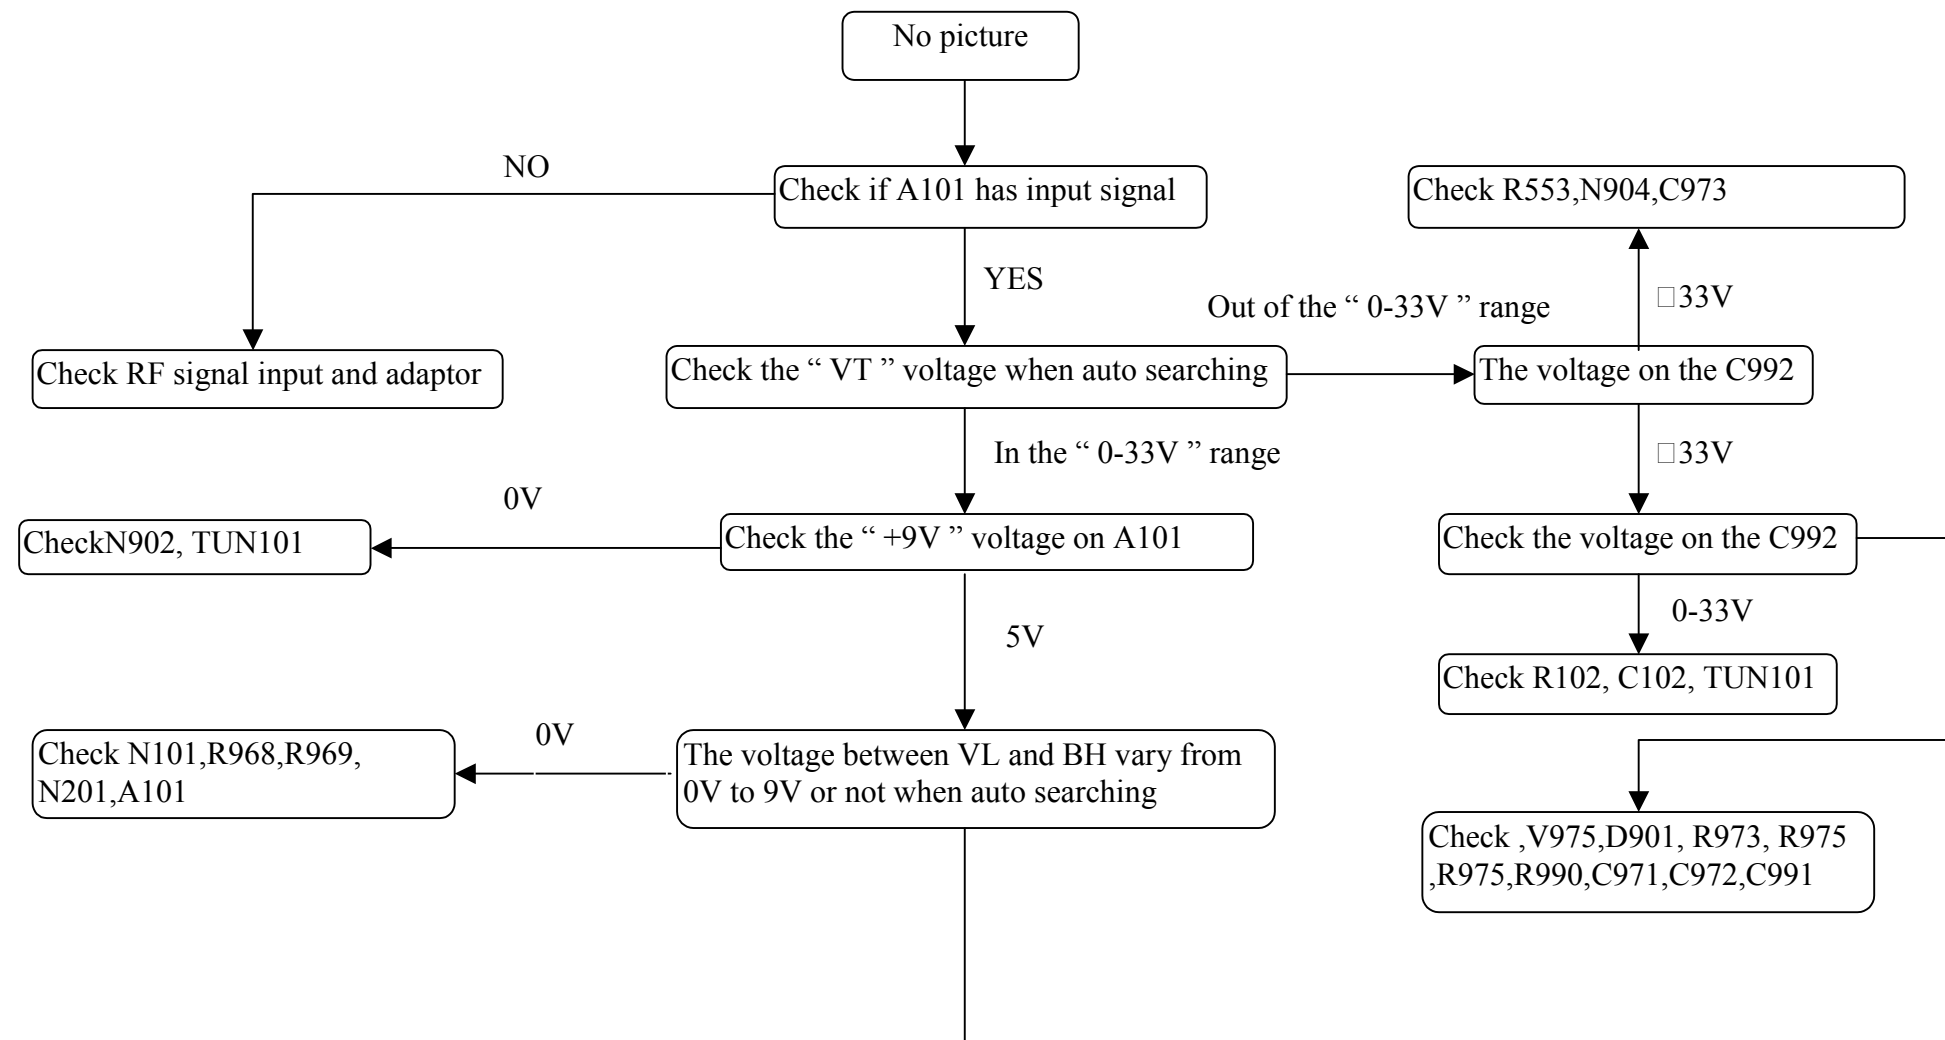 No picture
NO
Check if A101 has input signal
Check R553,N904,C973
YES
Out of the “ 0-33V ” range
□33V
Check RF signal input and adaptor
Check the “ VT ” voltage when auto searching
The voltage on the C992
In the “ 0-33V ” range
□33V
0V
CheckN902, TUN101
Check the “ +9V ” voltage on A101
Check the voltage on the C992
0-33V
5V
Check R102, C102, TUN101
0V
Check N101,R968,R969,
N201,A101
The voltage between VL and BH vary from
0V to 9V or not when auto searching
Check ,V975,D901, R973, R975
,R975,R990,C971,C972,C991